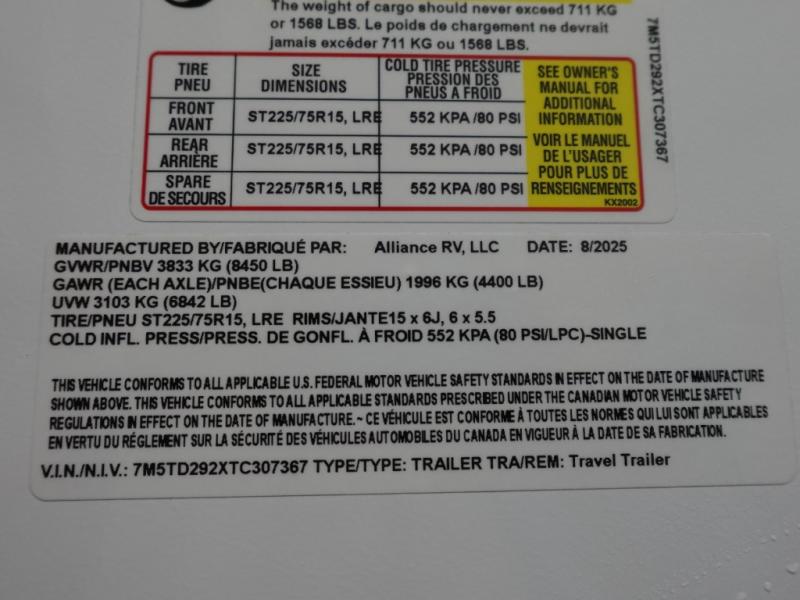 The weight of cargo should never exceed 711 KG
or 1568 LBS. Le poids de chargement ne devrait
jamais excéder 711 KG ou 1568 LBS.
TIRE PNEU SIZE DIMENSIONS COLD TIRE PRESSURE PRESSION DES PNEUS A FROID
FRONT AVANT ST225/75R15, LRE 552 KPA /80 PSI
REAR ARRIÈRE ST225/75R15, LRE 552 KPA /80 PSI
SPARE DE SECOURS ST225/75R15, LRE 552 KPA /80 PSI
SEE OWNER'S
MANUAL FOR
ADDITIONAL
INFORMATION
VOIR LE MANUEL
DE L'USAGER
POUR PLUS DE
RENSEIGNEMENTS
KX2002
7M5TD292XTC307367
MANUFACTURED BY/FABRIQUÉ PAR: Alliance RV, LLC DATE: 8/2025
GVWR/PNBV 3833 KG (8450 LB)
GAWR (EACH AXLE)/PNBE(CHAQUE ESSIEU) 1996 KG (4400 LB)
UVW 3103 KG (6842 LB)
TIRE/PNEU ST225/75R15, LRE RIMS/JANTE15 x 6J, 6 x 5.5
COLD INFL. PRESS/PRESS. DE GONFL. À FROID 552 KPA (80 PSI/LPC)-SINGLE
THIS VEHICLE CONFORMS TO ALL APPLICABLE U.S. FEDERAL MOTOR VEHICLE SAFETY STANDARDS IN EFFECT ON THE DATE OF MANUFACTURE
SHOWN ABOVE. THIS VEHICLE CONFORMS TO ALL APPLICABLE STANDARDS PRESCRIBED UNDER THE CANADIAN MOTOR VEHICLE SAFETY
REGULATIONS IN EFFECT ON THE DATE OF MANUFACTURE.~ CE VÉHICULE EST CONFORME À TOUTES LES NORMES QUI LUI SONT APPLICABLES
EN VERTU DU RÉGLEMENT SUR LA SÉCURITÉ DES VÉHICULES AUTOMOBILES DU CANADA EN VIGUEUR À LA DATE DE SA FABRICATION.
V.I.N./N.I.V.: 7M5TD292XTC307367 TYPE/TYPE: TRAILER TRA/REM: Travel Trailer